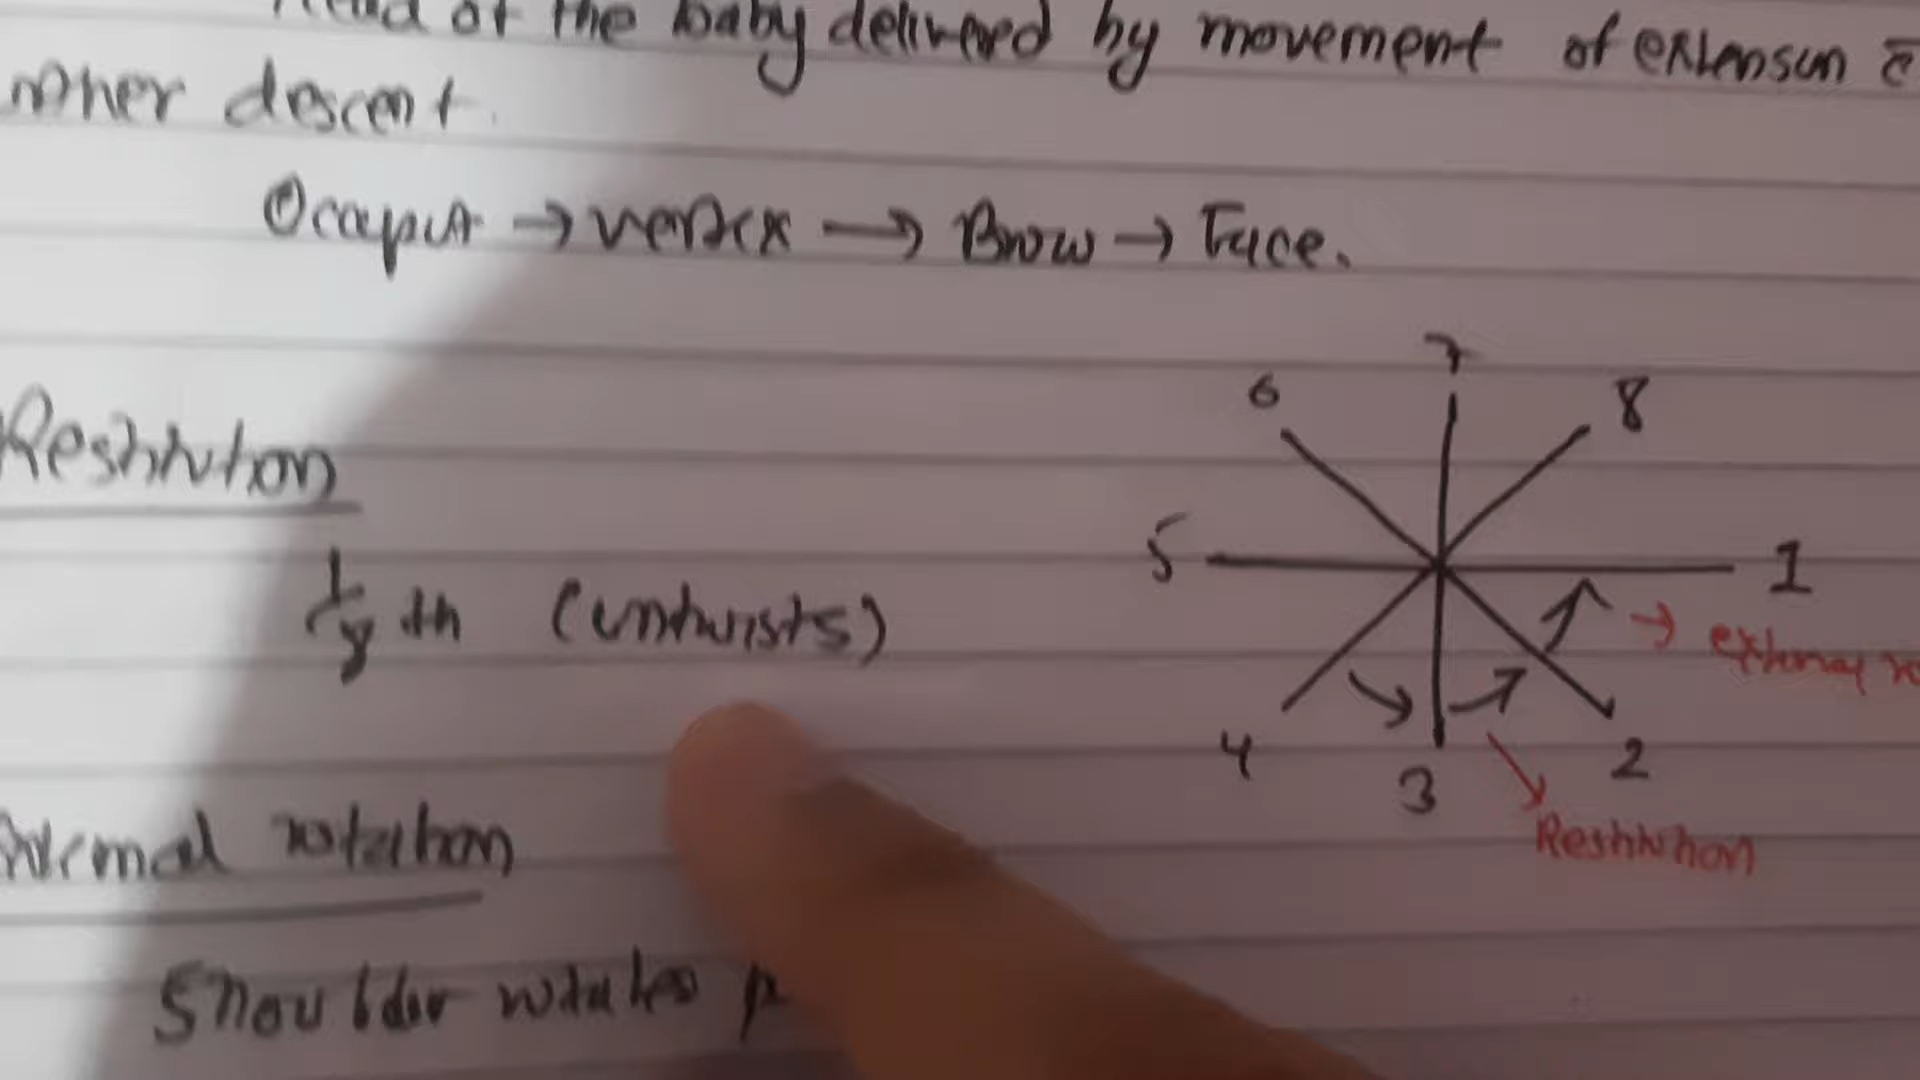 Head of the baby delivered by movement of extension c̄
further descent.
Occiput → vertex → Brow → Face.
Restitution
1/8 th (untwists)
7
6
8
5
1
→ external
4
3
2
Restitution
rotation
Shoulder rotates